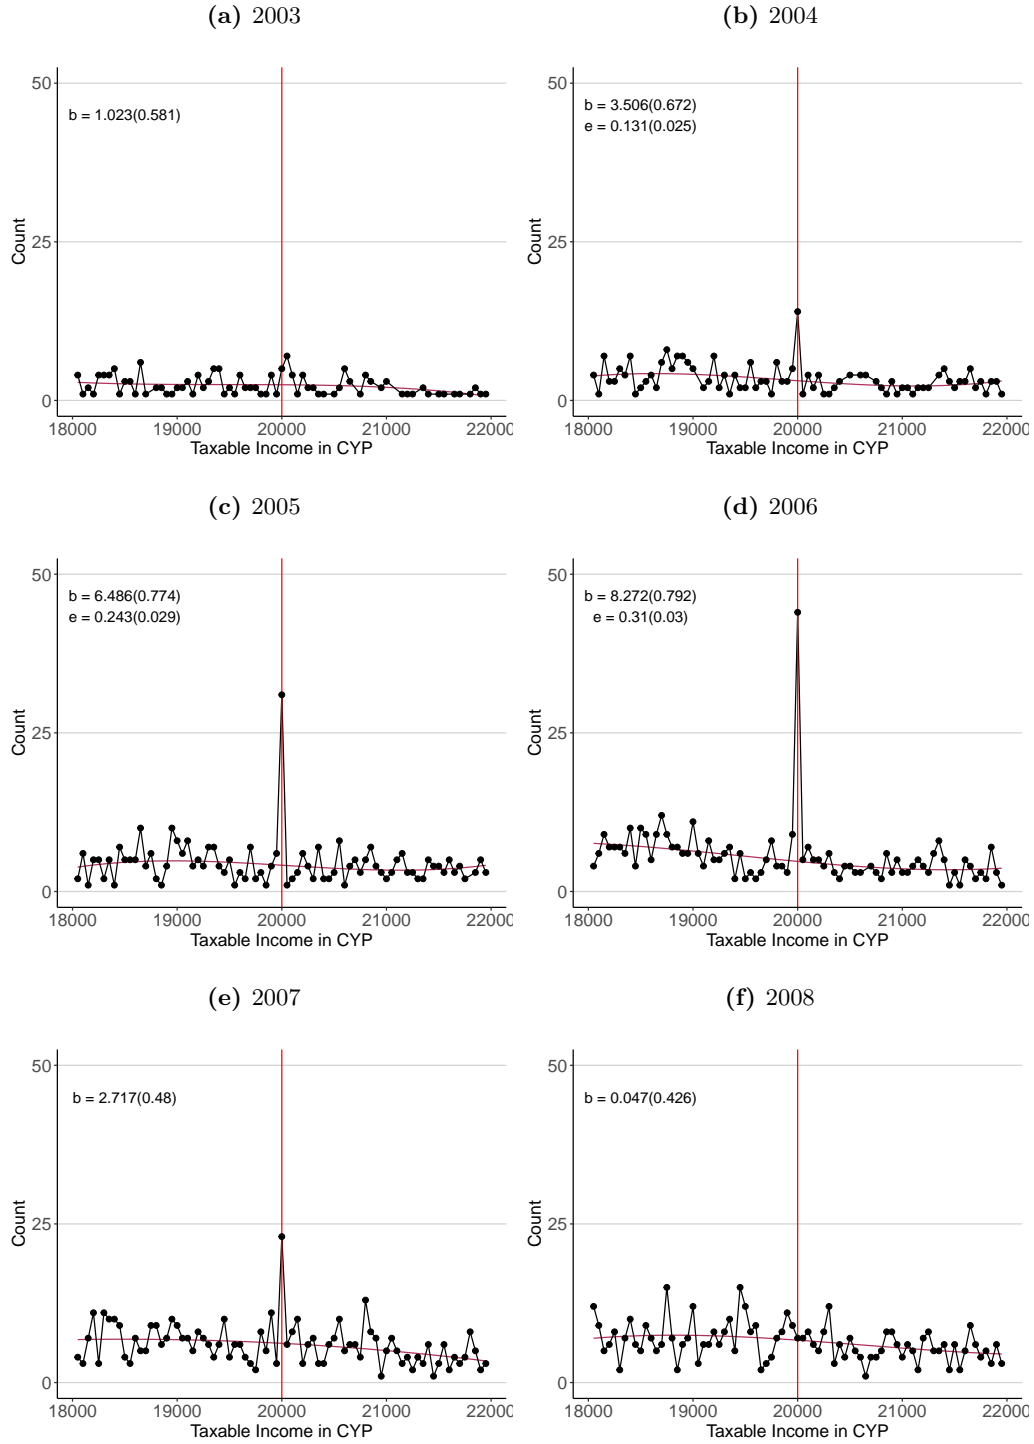 (a) 2003
50
b = 1.023(0.581)
Count
25
0
18000 19000 20000 21000 22000
Taxable Income in CYP
(b) 2004
50
b = 3.506(0.672)
e = 0.131(0.025)
Count
25
0
18000 19000 20000 21000 22000
Taxable Income in CYP
(c) 2005
50
b = 6.486(0.774)
e = 0.243(0.029)
Count
25
0
18000 19000 20000 21000 22000
Taxable Income in CYP
(d) 2006
50
b = 8.272(0.792)
e = 0.31(0.03)
Count
25
0
18000 19000 20000 21000 22000
Taxable Income in CYP
(e) 2007
50
b = 2.717(0.48)
Count
25
0
18000 19000 20000 21000 22000
Taxable Income in CYP
(f) 2008
50
b = 0.047(0.426)
Count
25
0
18000 19000 20000 21000 22000
Taxable Income in CYP